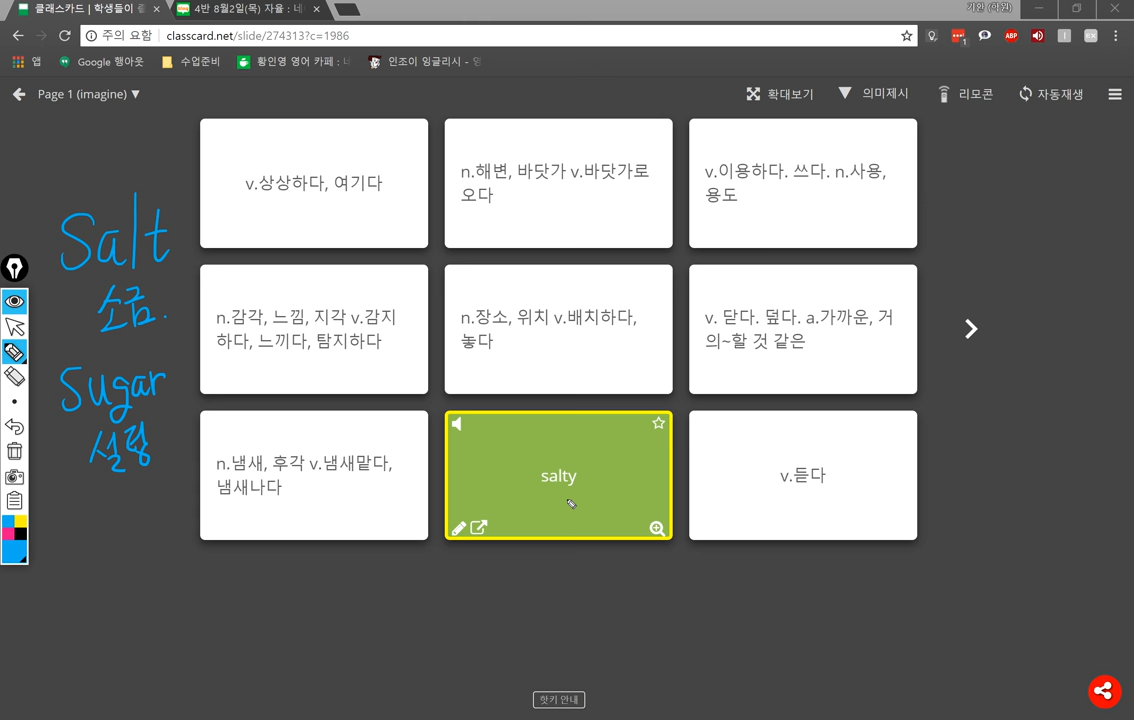 클래스카드 | 학생들이
4반 8월2일(목) 자율 : 네
기완 (학원)
주의 요함
classcard.net/slide/274313?c=1986
ABP
1
앱
Google 행아웃
수업준비
황인영 영어 카페 : 네
인조이 잉글리시 -
Page 1 (imagine) ▼
확대보기
의미제시
리모콘
자동재생
v.상상하다, 여기다
n.해변, 바닷가 v.바닷가로
오다
v.이용하다. 쓰다. n.사용,
용도
Salt
소금.
n.감각, 느낌, 지각 v.감지
하다, 느끼다, 탐지하다
n.장소, 위치 v.배치하다,
놓다
v. 닫다. 덮다. a.가까운, 거
의~할 것 같은
Sugar
설탕
n.냄새, 후각 v.냄새맡다,
냄새나다
salty
v.듣다
핫키 안내